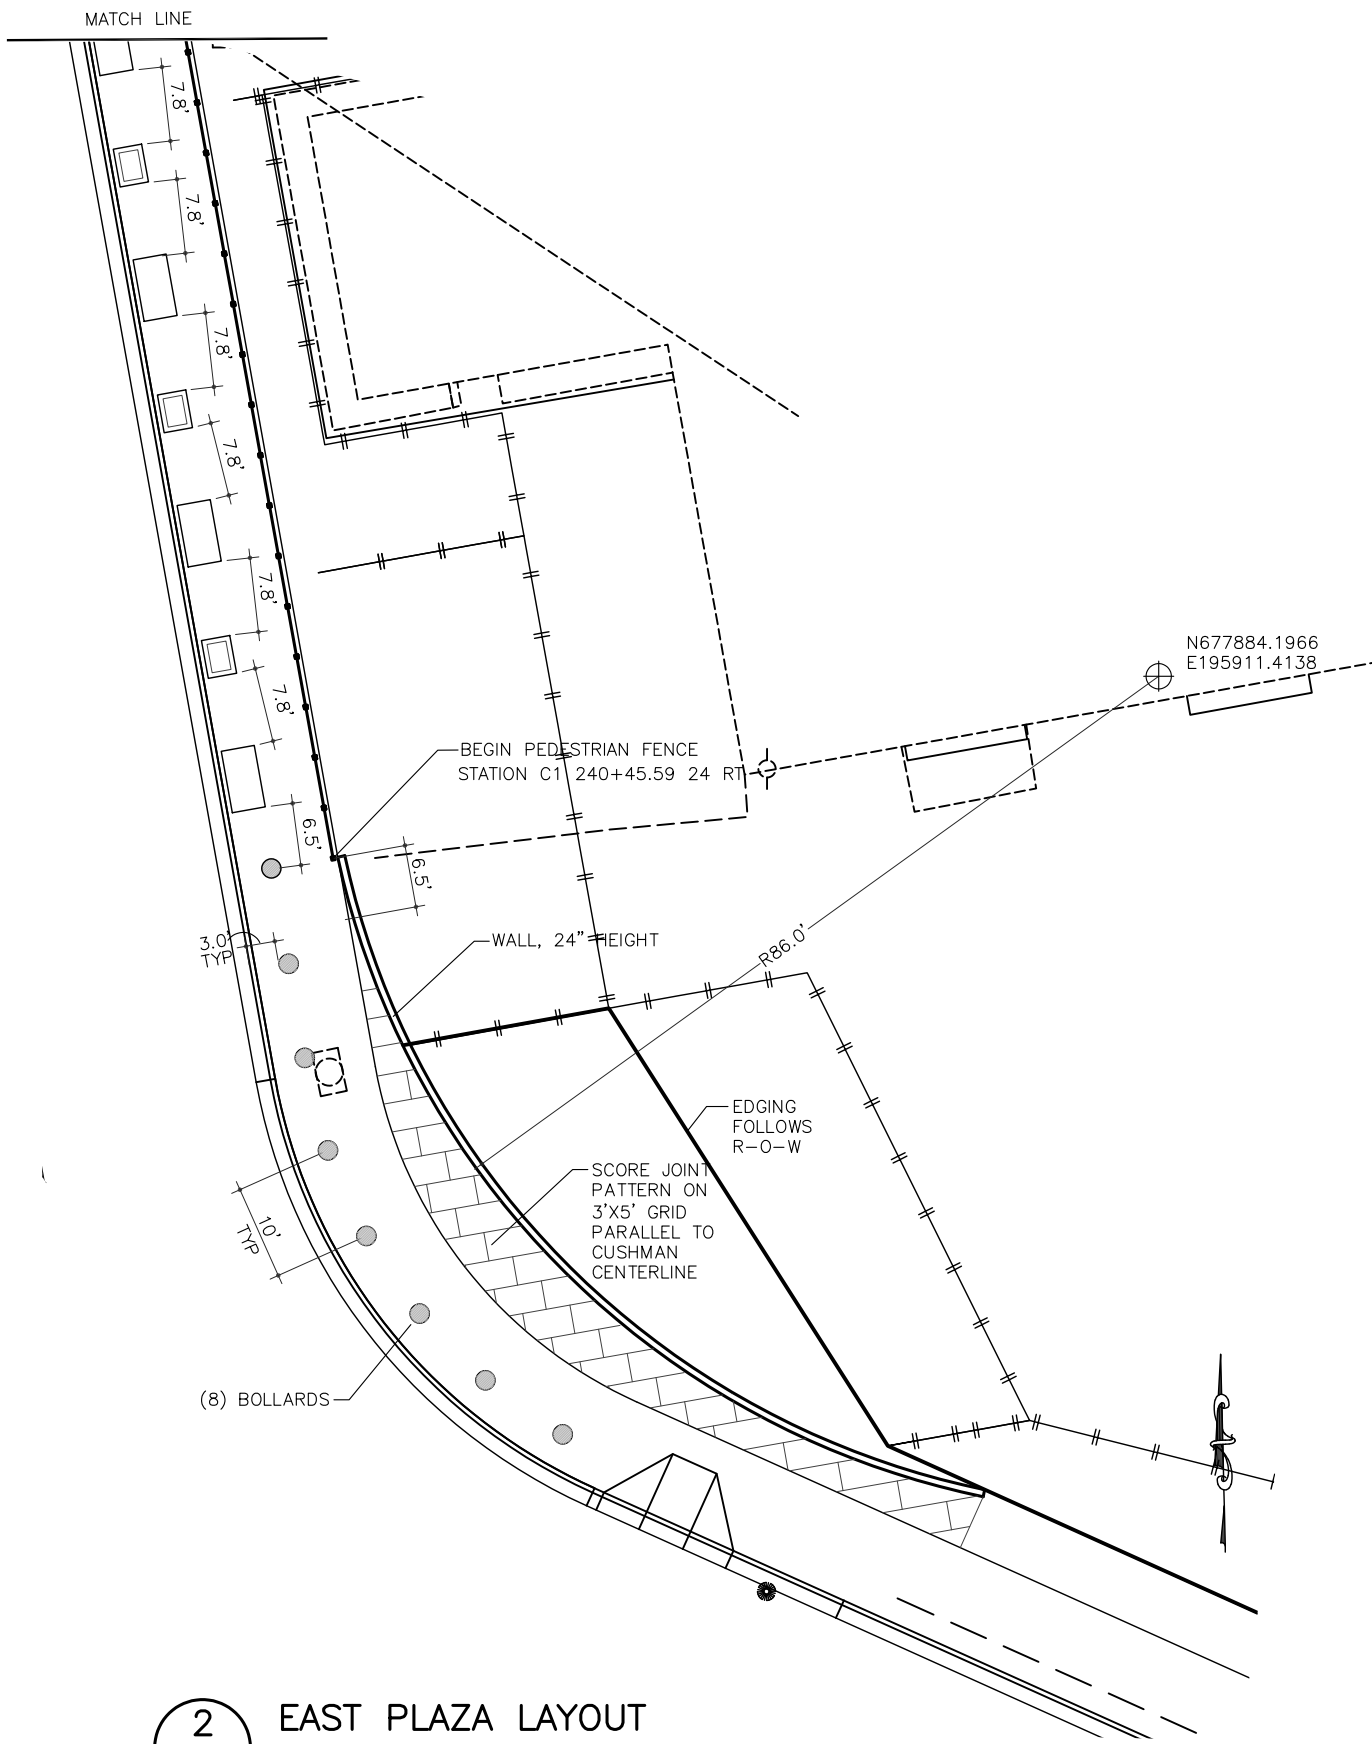 MATCH LINE
7.8'
7.8'
7.8'
7.8'
7.8'
7.8'
N677884.1966
E195911.4138
BEGIN PEDESTRIAN FENCE
STATION C1 240+45.59 24 RT
6.5'
6.5'
3.0'
TYP
WALL, 24" HEIGHT
R86.0'
EDGING
FOLLOWS
R-O-W
SCORE JOINT
PATTERN ON
3'X5' GRID
PARALLEL TO
CUSHMAN
CENTERLINE
10'
TYP
(8) BOLLARDS
2
EAST PLAZA LAYOUT